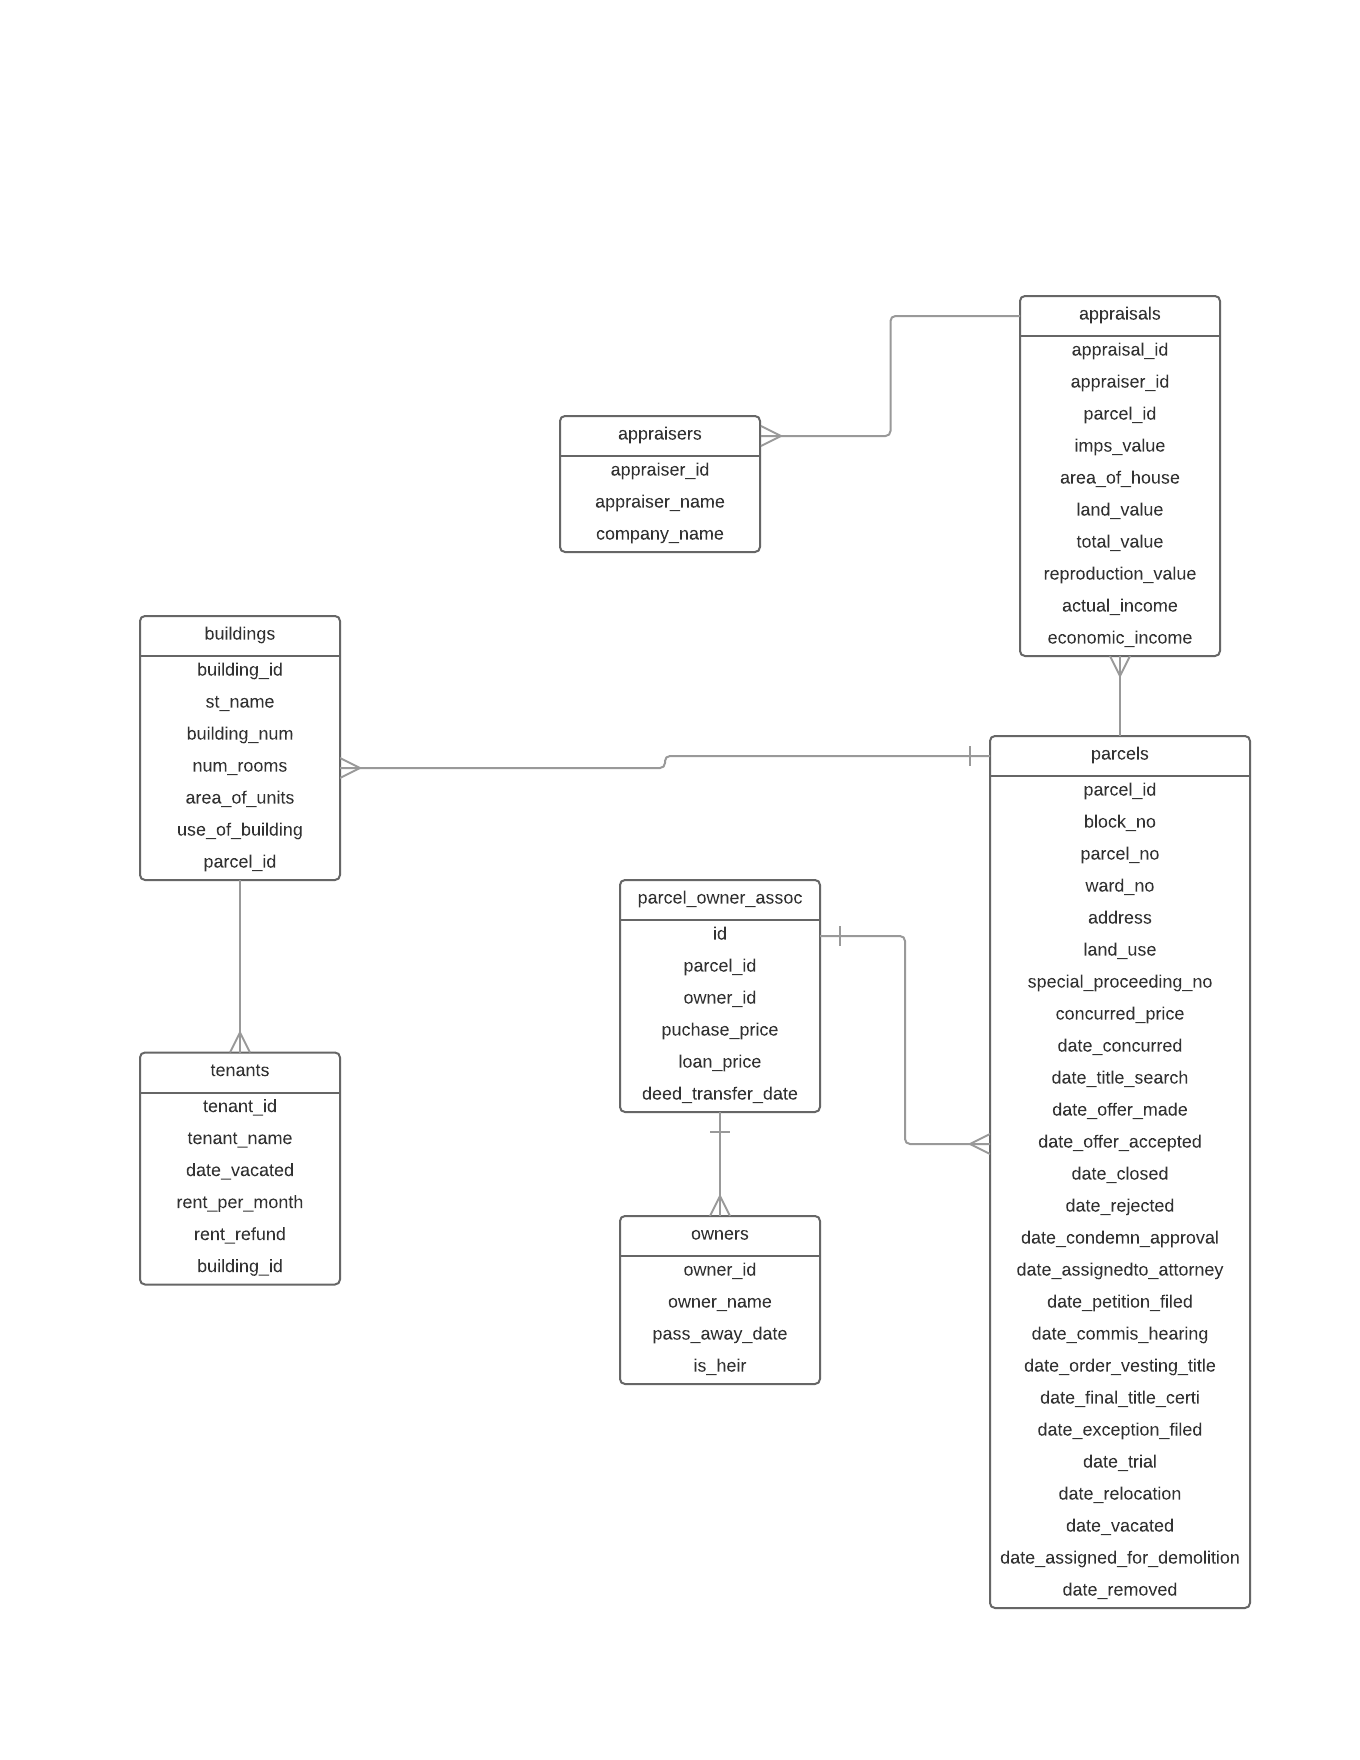 appraisals
appraisal_id
appraiser_id
parcel_id
imps_value
area_of_house
land_value
total_value
reproduction_value
actual_income
economic_income
appraisers
appraiser_id
appraiser_name
company_name
buildings
building_id
st_name
building_num
num_rooms
area_of_units
use_of_building
parcel_id
parcels
parcel_id
block_no
parcel_no
ward_no
address
land_use
special_proceeding_no
concurred_price
date_concurred
date_title_search
date_offer_made
date_offer_accepted
date_closed
date_rejected
date_condemn_approval
date_assignedto_attorney
date_petition_filed
date_commis_hearing
date_order_vesting_title
date_final_title_certi
date_exception_filed
date_trial
date_relocation
date_vacated
date_assigned_for_demolition
date_removed
parcel_owner_assoc
id
parcel_id
owner_id
puchase_price
loan_price
deed_transfer_date
tenants
tenant_id
tenant_name
date_vacated
rent_per_month
rent_refund
building_id
owners
owner_id
owner_name
pass_away_date
is_heir